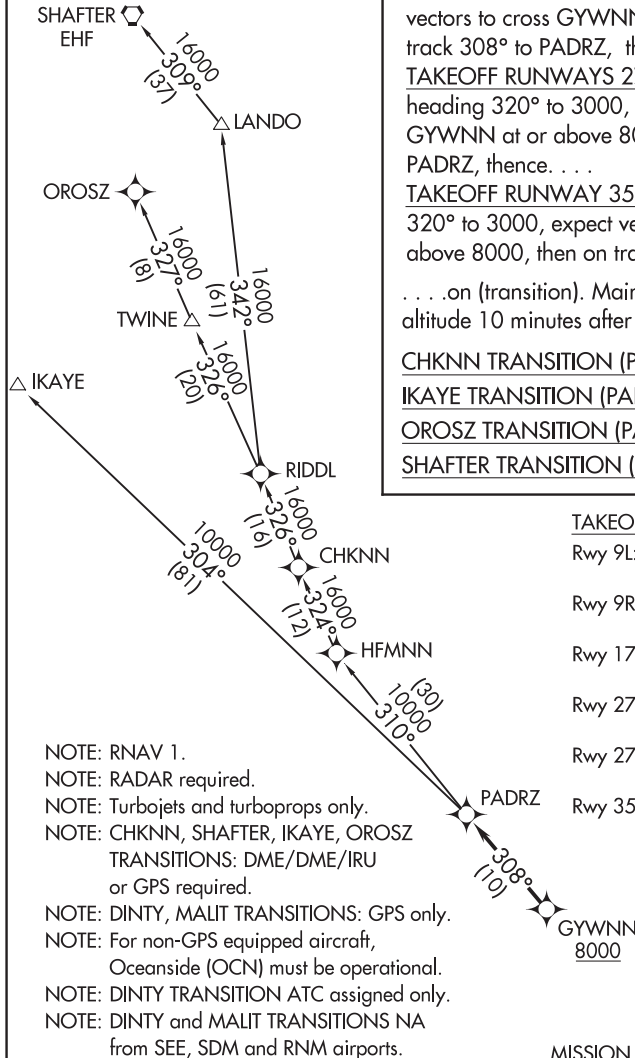 SHAFTER
EHF
16000
309°
(37)
LANDO
OROSZ
16000
327°
(8)
16000
342°
(61)
TWINE
16000
326°
(20)
IKAYE
RIDDL
16000
326°
(16)
CHKNN
10000
304°
(81)
16000
324°
(12)
HFMNN
(30)
10000
310°
PADRZ
308°
(10)
GYWNN
8000
vectors to cross GYWNN
track 308° to PADRZ, th
TAKEOFF RUNWAYS 2
heading 320° to 3000,
GYWNN at or above 80
PADRZ, thence. . . .
TAKEOFF RUNWAY 35
320° to 3000, expect ve
above 8000, then on tra
. . . .on (transition). Main
altitude 10 minutes after
CHKNN TRANSITION (P
IKAYE TRANSITION (PA
OROSZ TRANSITION (PA
SHAFTER TRANSITION (
TAKEO
Rwy 9L:
Rwy 9R
Rwy 17
Rwy 27
Rwy 27
Rwy 35
NOTE: RNAV 1.
NOTE: RADAR required.
NOTE: Turbojets and turboprops only.
NOTE: CHKNN, SHAFTER, IKAYE, OROSZ
TRANSITIONS: DME/DME/IRU
or GPS required.
NOTE: DINTY, MALIT TRANSITIONS: GPS only.
NOTE: For non-GPS equipped aircraft,
Oceanside (OCN) must be operational.
NOTE: DINTY TRANSITION ATC assigned only.
NOTE: DINTY and MALIT TRANSITIONS NA
from SEE, SDM and RNM airports.
MISSION